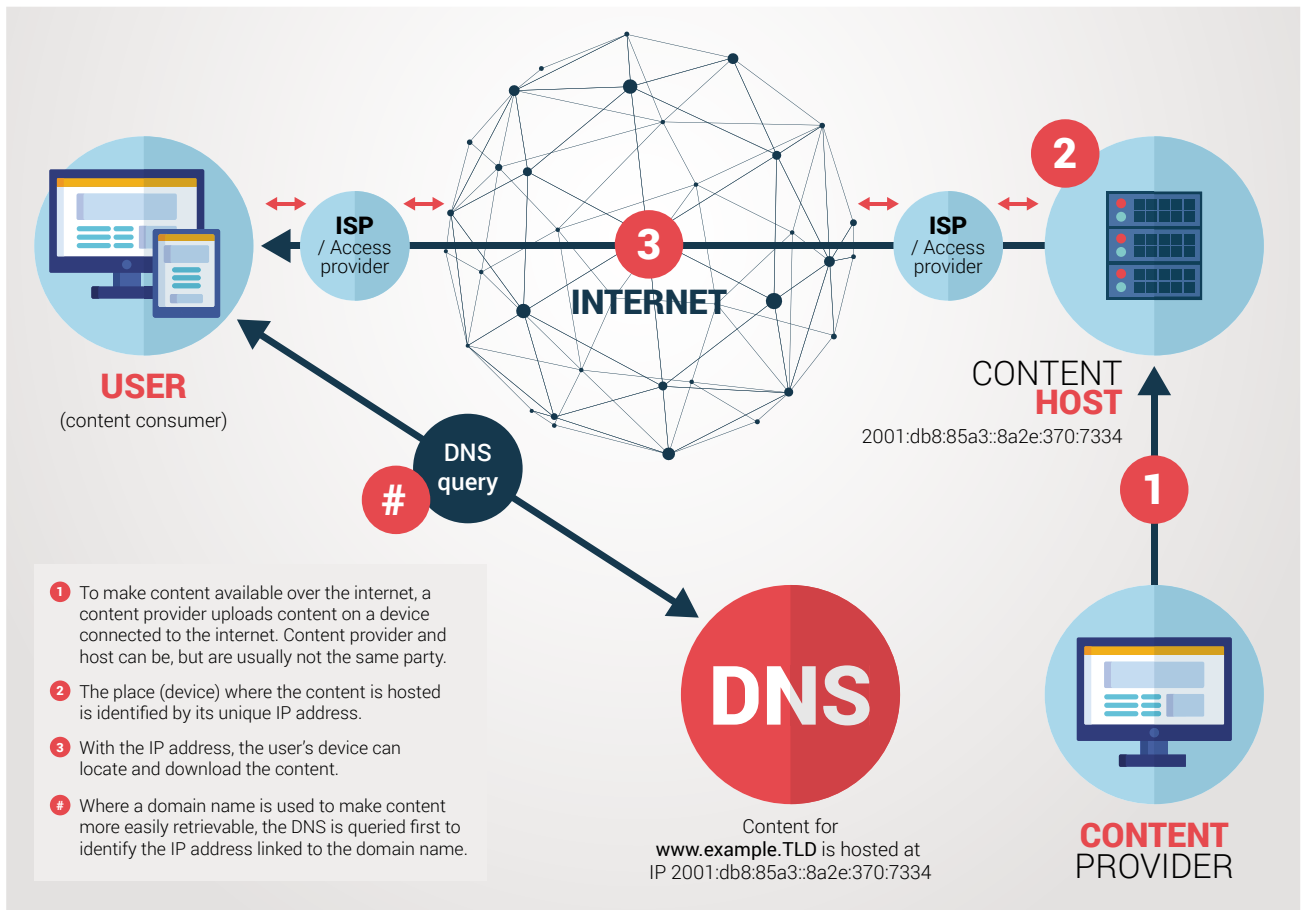 2
ISP
/ Access
provider
3
INTERNET
ISP
/ Access
provider
USER
(content consumer)
CONTENT
HOST
2001:db8:85a3::8a2e:370:7334
DNS
query
#
1
1 To make content available over the internet, a
content provider uploads content on a device
connected to the internet. Content provider and
host can be, but are usually not the same party.
2 The place (device) where the content is hosted
is identified by its unique IP address.
3 With the IP address, the user’s device can
locate and download the content.
# Where a domain name is used to make content
more easily retrievable, the DNS is queried first to
identify the IP address linked to the domain name.
DNS
Content for
www.example.TLD is hosted at
IP 2001:db8:85a3::8a2e:370:7334
CONTENT
PROVIDER